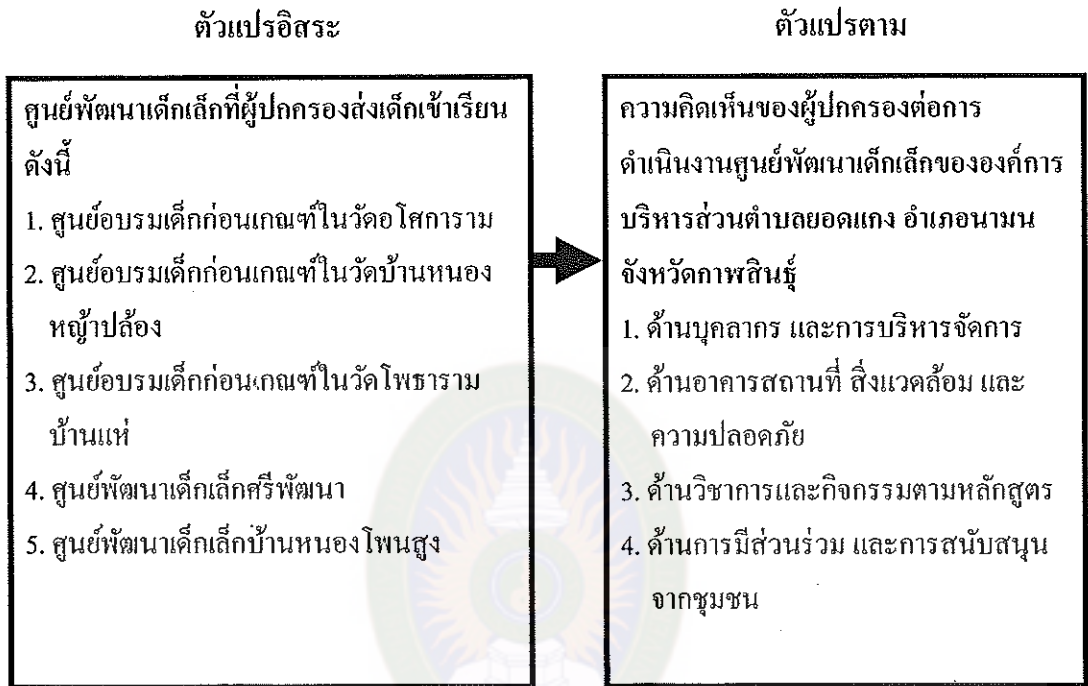 ตัวแปรอิสระ
ศูนย์พัฒนาเด็กเล็กที่ผู้ปกครองส่งเด็กเข้าเรียน
ดังนี้
1. ศูนย์อบรมเด็กก่อนเกณฑ์ในวัดอโศการาม
2. ศูนย์อบรมเด็กก่อนเกณฑ์ในวัดบ้านหนอง
หญ้าปล้อง
3. ศูนย์อบรมเด็กก่อนเกณฑ์ในวัดโพธาราม
บ้านแห่
4. ศูนย์พัฒนาเด็กเล็กศรีพัฒนา
5. ศูนย์พัฒนาเด็กเล็กบ้านหนองโพนสูง
ตัวแปรตาม
ความคิดเห็นของผู้ปกครองต่อการ
ดำเนินงานศูนย์พัฒนาเด็กเล็กขององค์การ
บริหารส่วนตำบลยอดแกง อำเภอนามน
จังหวัดกาฬสินธุ์
1. ด้านบุคลากร และการบริหารจัดการ
2. ด้านอาคารสถานที่ สิ่งแวดล้อม และ
ความปลอดภัย
3. ด้านวิชาการและกิจกรรมตามหลักสูตร
4. ด้านการมีส่วนร่วม และการสนับสนุน
จากชุมชน